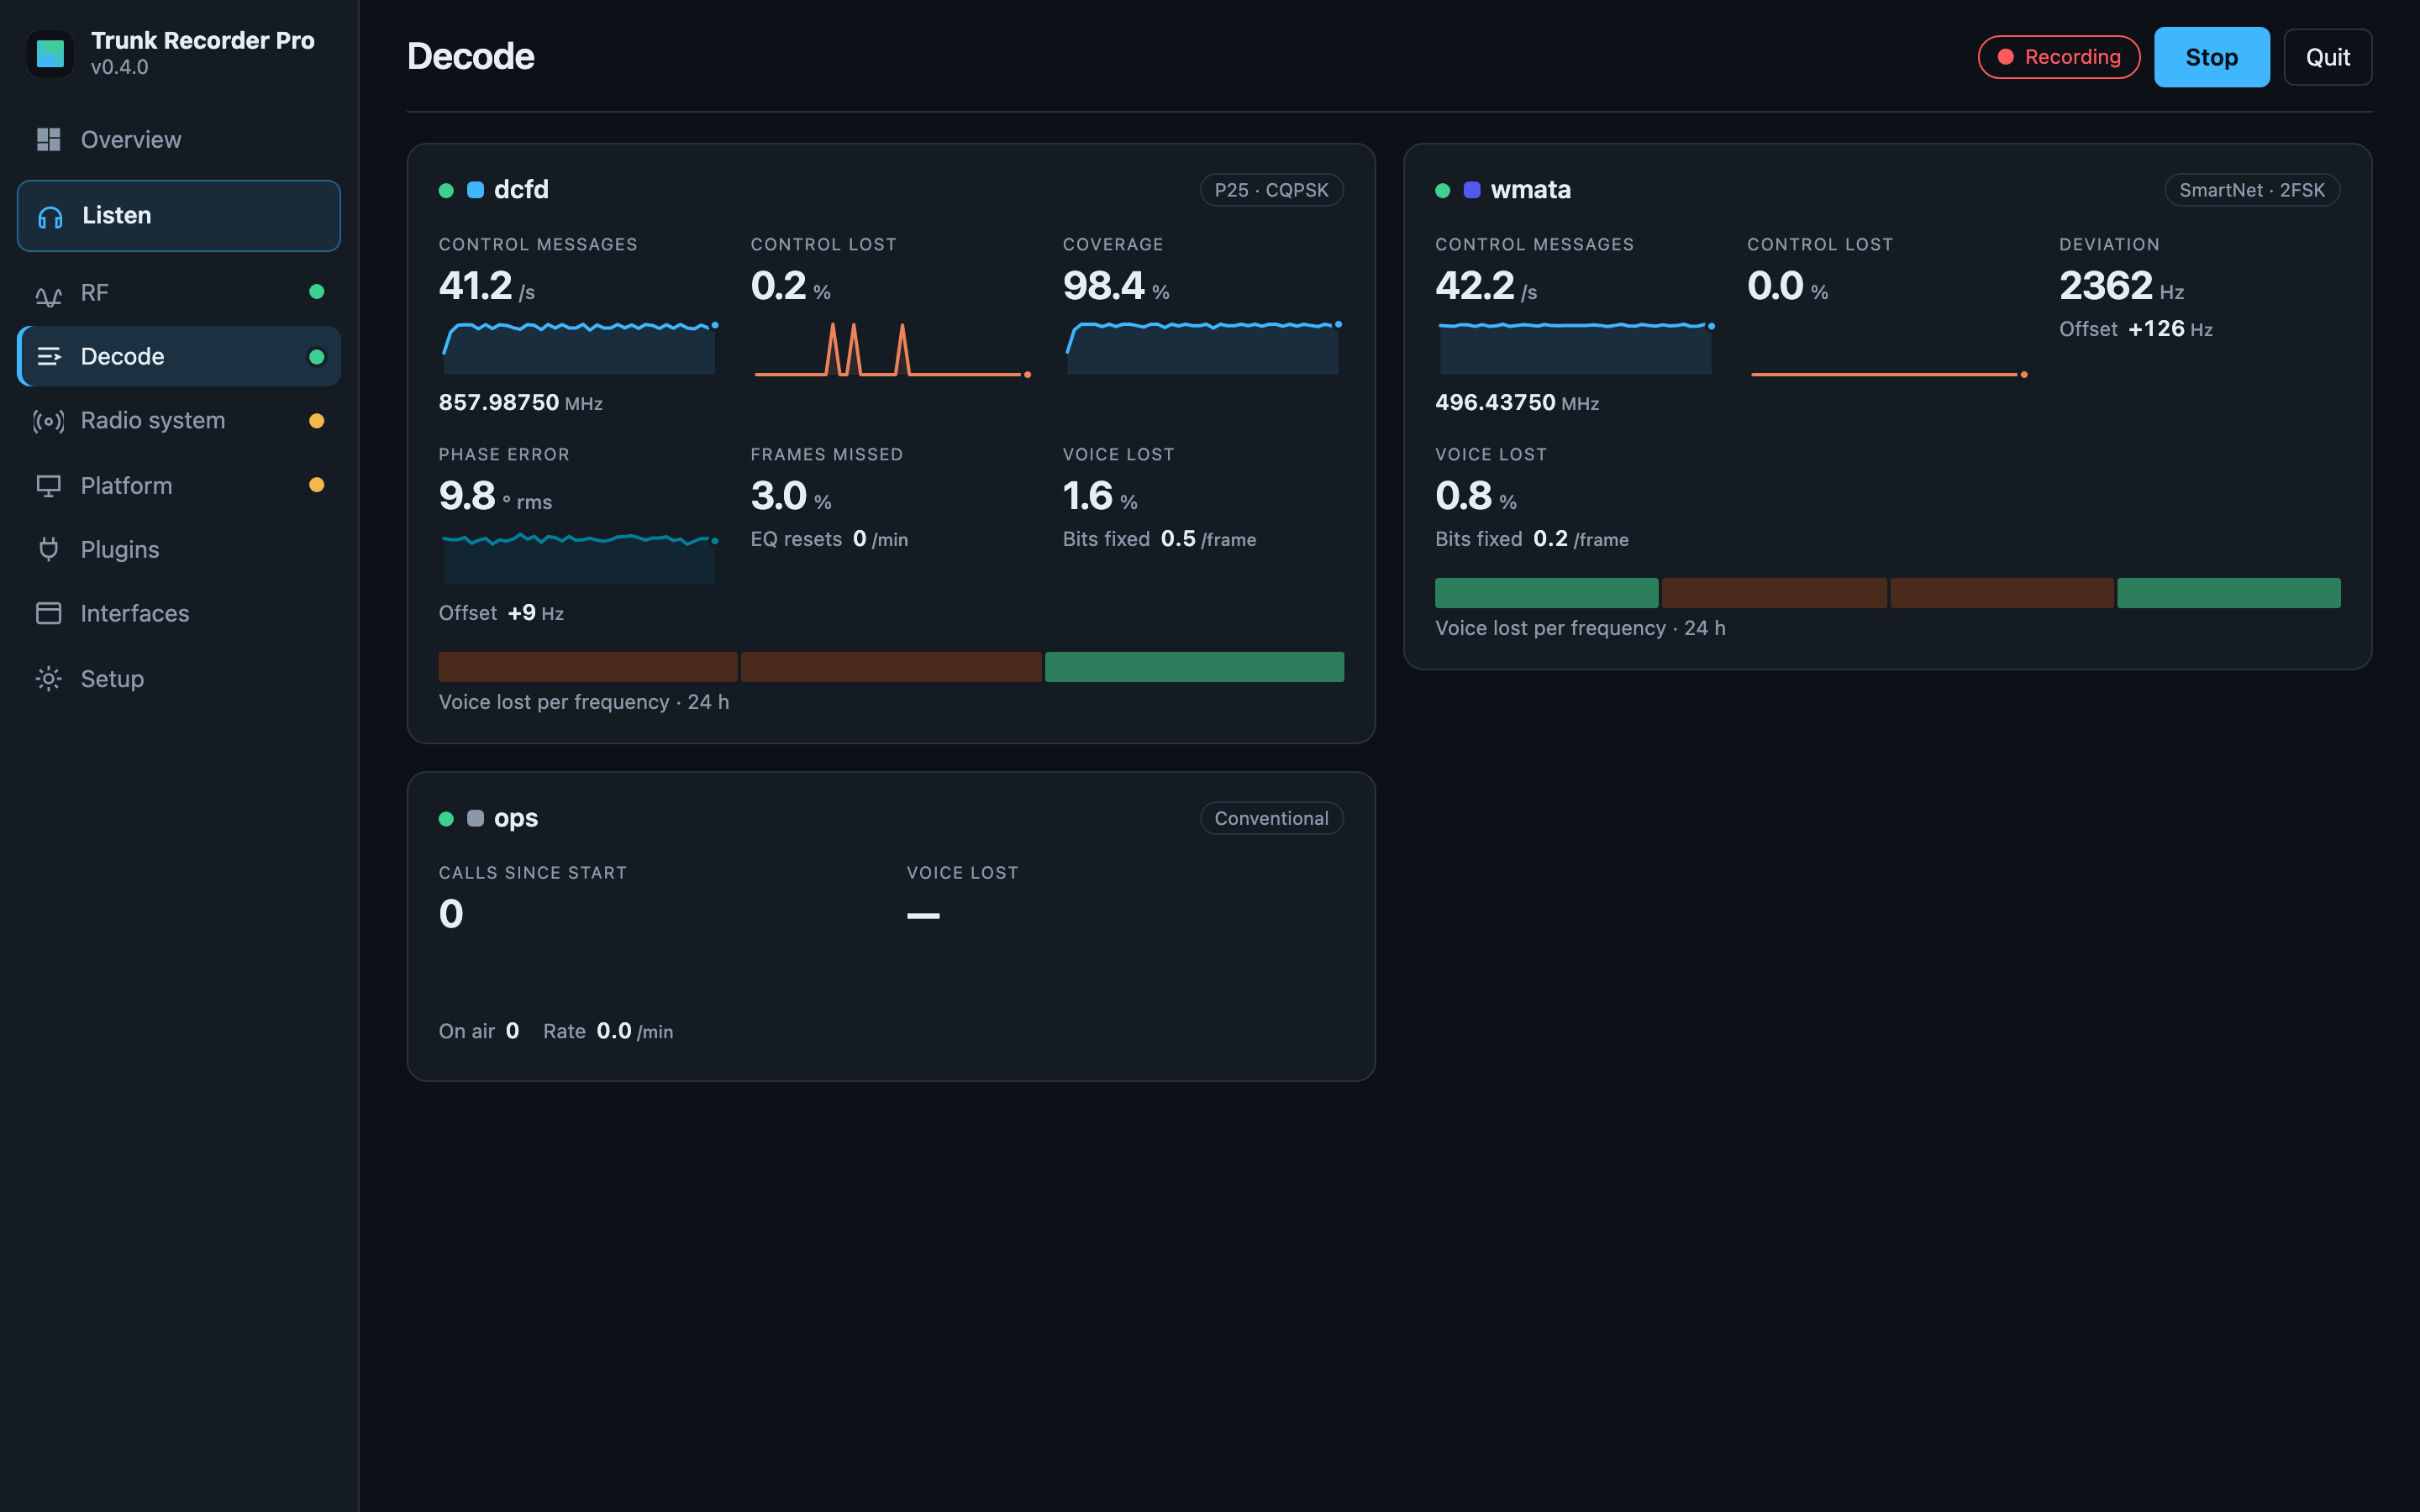 Trunk Recorder Pro
v0.4.0
Overview
Listen
RF
Decode
Radio system
Platform
Plugins
Interfaces
Setup
Decode
Recording
Stop
Quit
dcfd
P25 · CQPSK
CONTROL MESSAGES
41.2 /s
857.98750 MHz
CONTROL LOST
0.2 %
COVERAGE
98.4 %
PHASE ERROR
9.8 ° rms
Offset +9 Hz
FRAMES MISSED
3.0 %
EQ resets 0 /min
VOICE LOST
1.6 %
Bits fixed 0.5 /frame
Voice lost per frequency · 24 h
wmata
SmartNet · 2FSK
CONTROL MESSAGES
42.2 /s
496.43750 MHz
CONTROL LOST
0.0 %
DEVIATION
2362 Hz
Offset +126 Hz
VOICE LOST
0.8 %
Bits fixed 0.2 /frame
Voice lost per frequency · 24 h
ops
Conventional
CALLS SINCE START
0
VOICE LOST
—
On air 0 Rate 0.0 /min